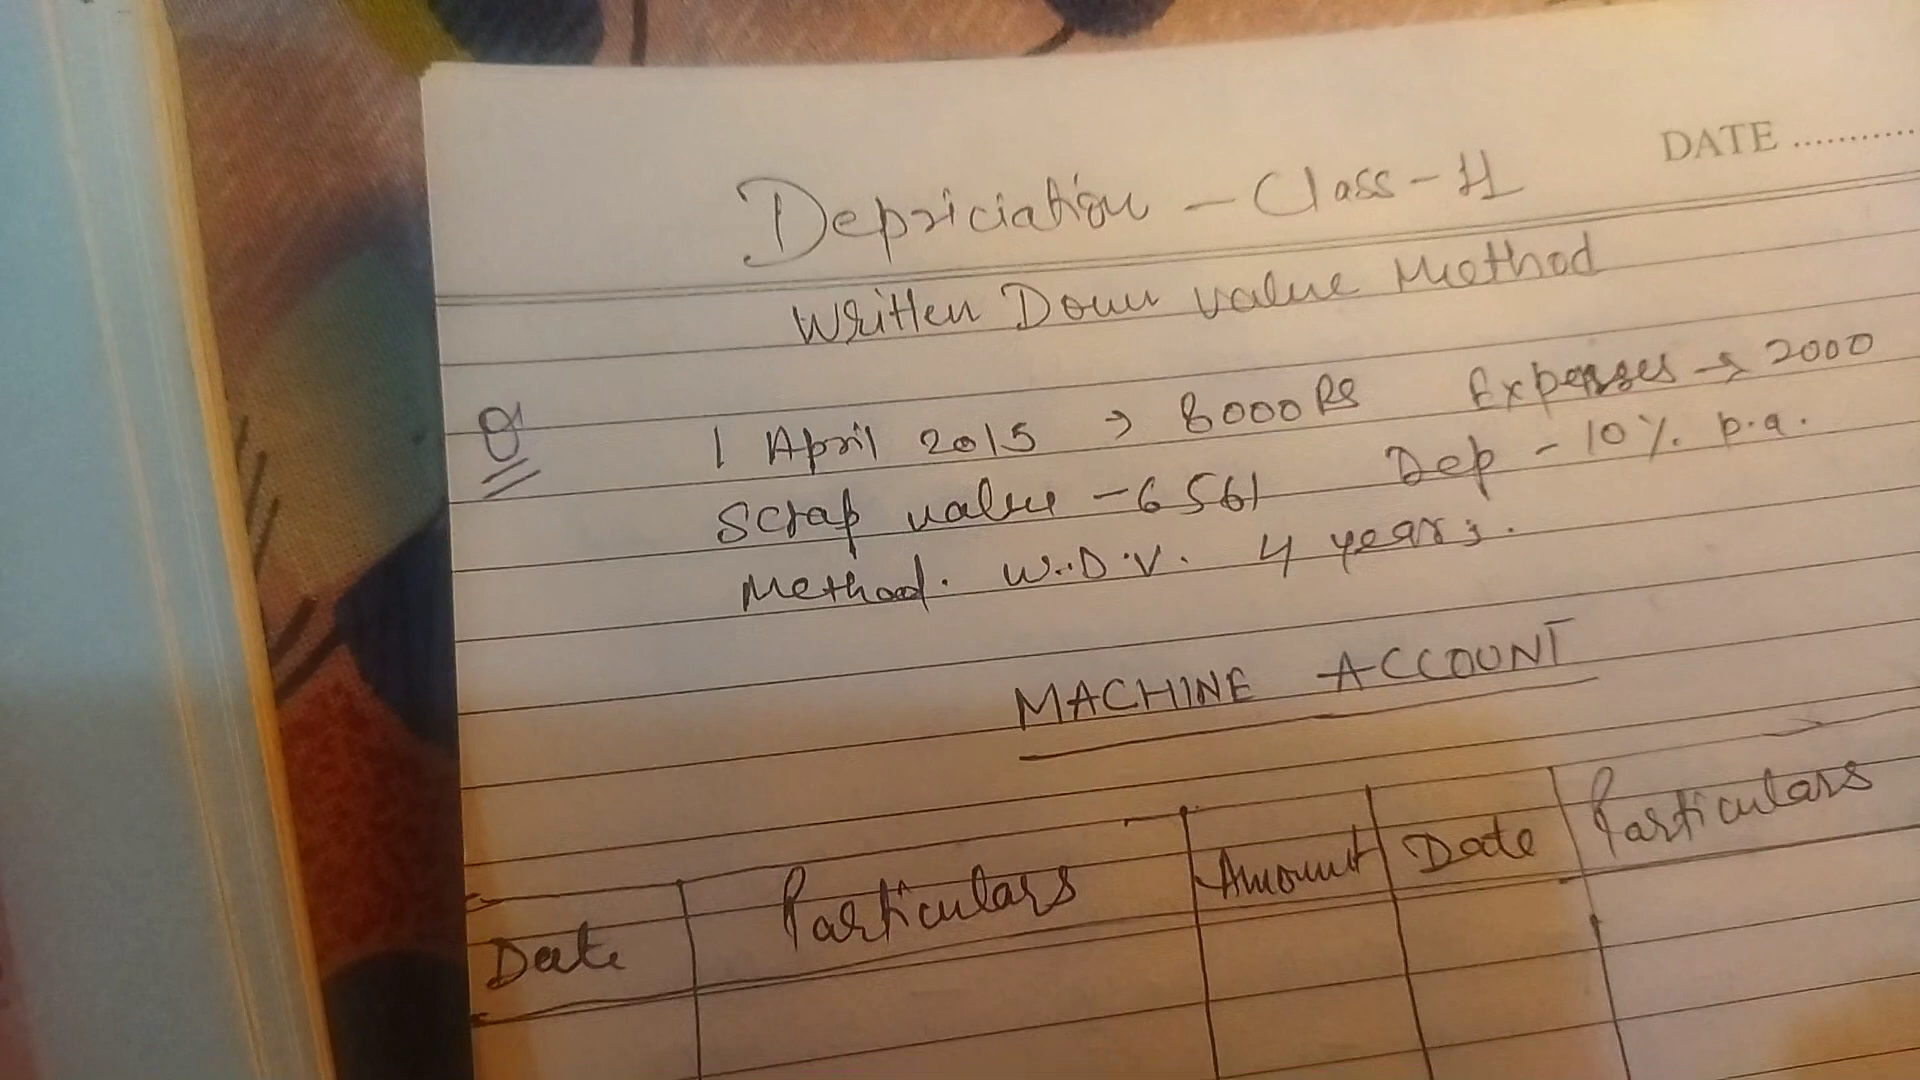 DATE ............
Depriciation - Class - 11
Written Down Value Method
Q 1 April 2015 → 8000 Rs Expenses → 2000
Scrap value - 6561 Dep - 10% p.a.
Method. W.D.V. 4 years.
MACHINE ACCOUNT
Date Particulars Amount Date Particulars